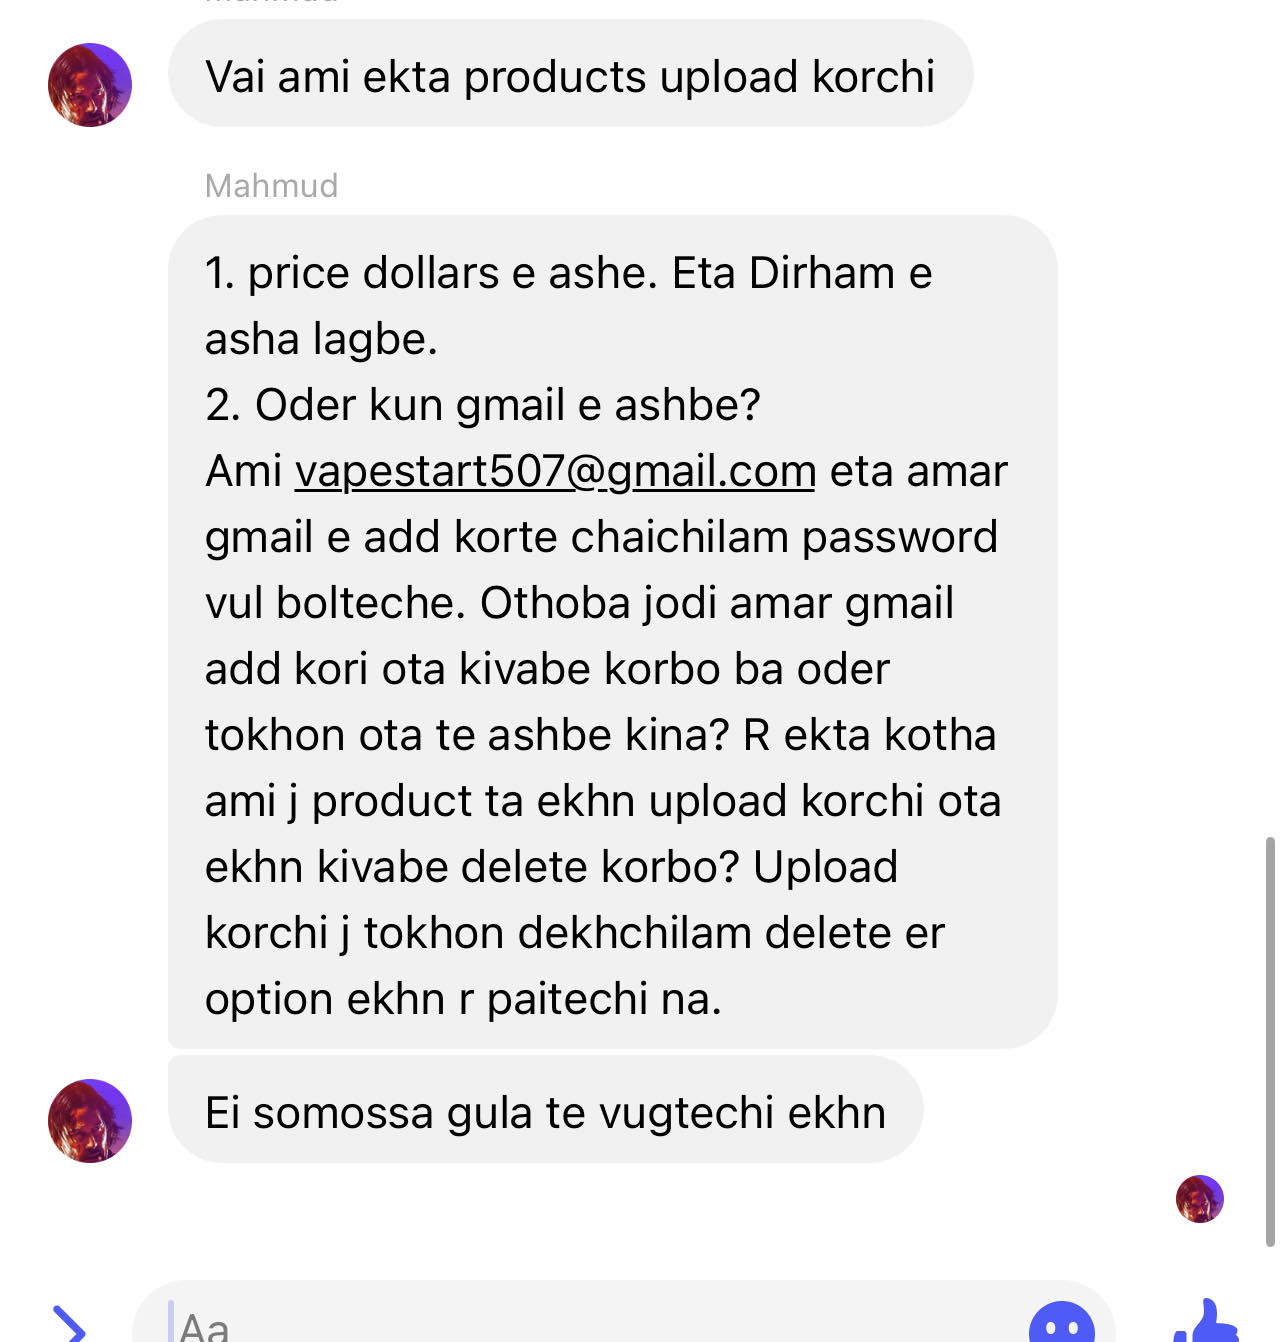 Vai ami ekta products upload korchi
Mahmud
1. price dollars e ashe. Eta Dirham e
asha lagbe.
2. Oder kun gmail e ashbe?
Ami vapestart507@gmail.com eta amar
gmail e add korte chaichilam password
vul bolteche. Othoba jodi amar gmail
add kori ota kivabe korbo ba oder
tokhon ota te ashbe kina? R ekta kotha
ami j product ta ekhn upload korchi ota
ekhn kivabe delete korbo? Upload
korchi j tokhon dekhchilam delete er
option ekhn r paitechi na.
Ei somossa gula te vugtechi ekhn
Aa